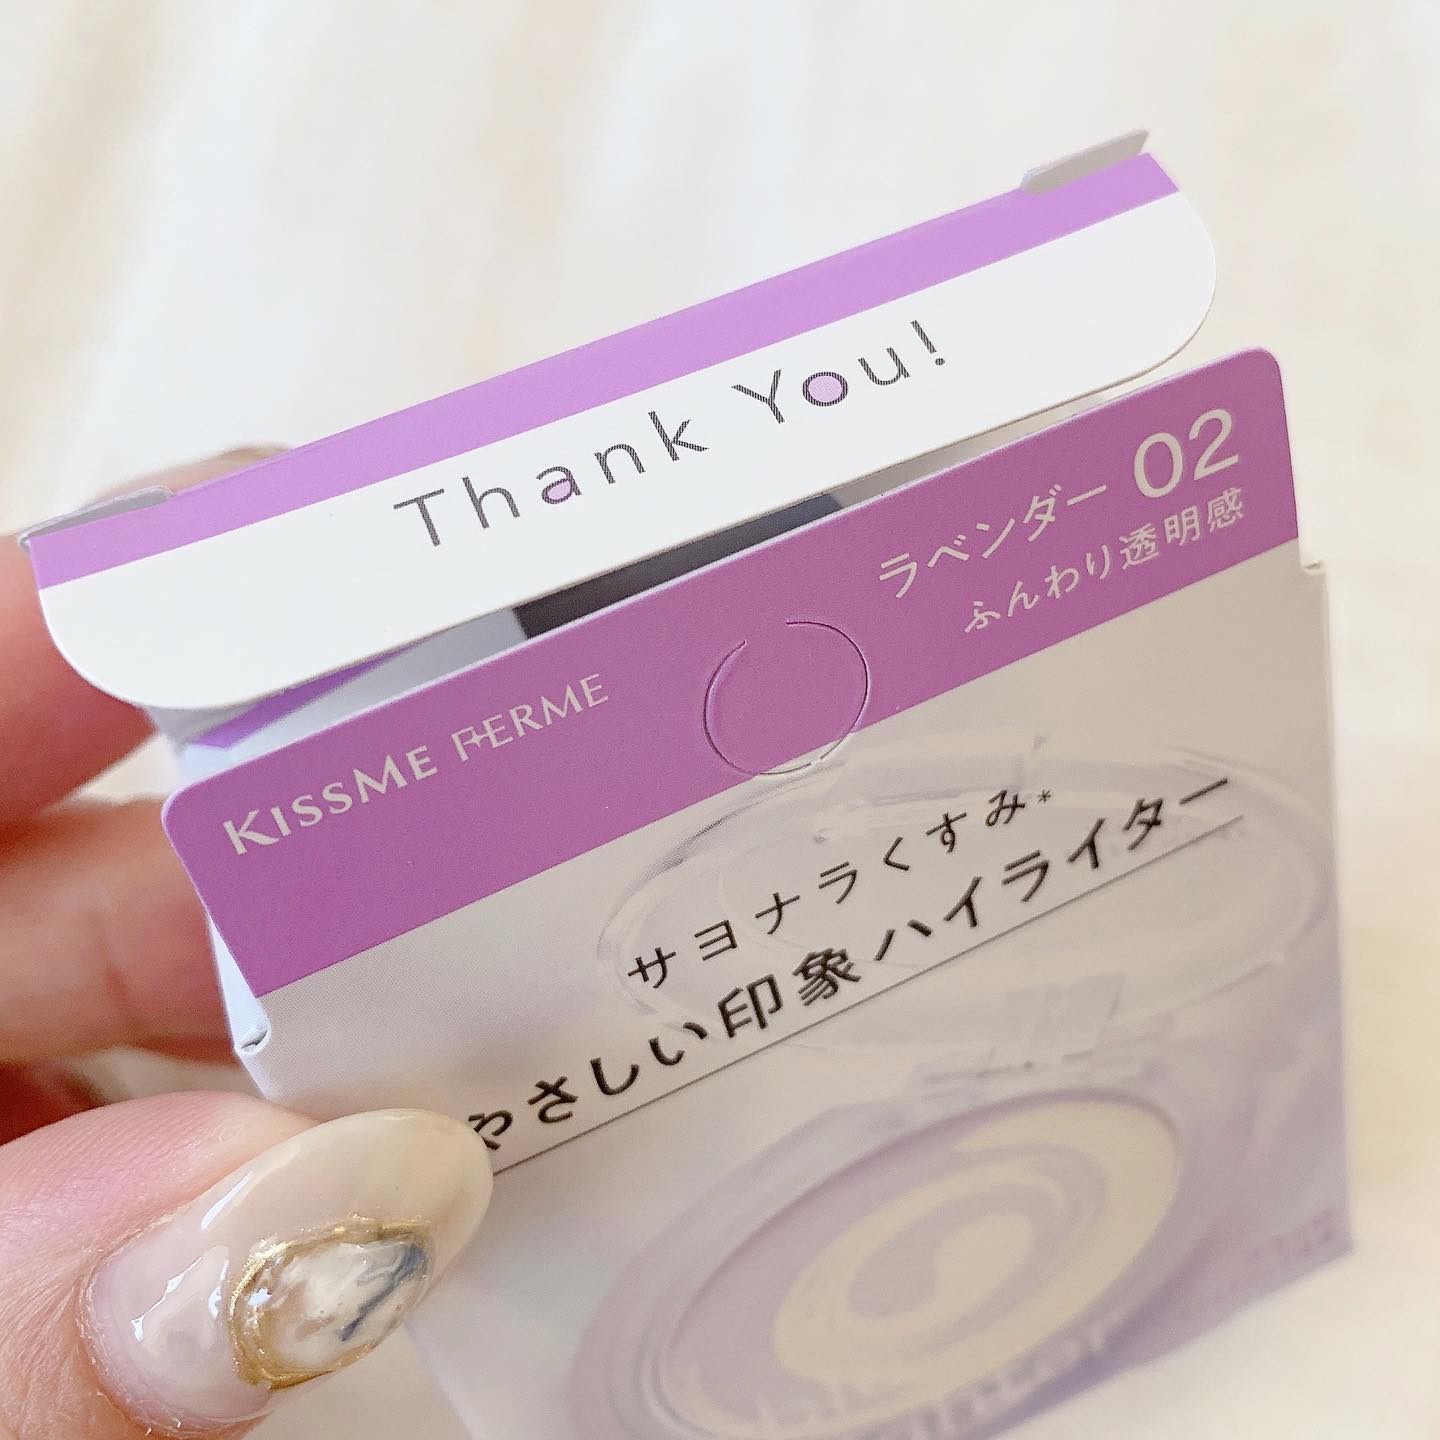 Thank You!
ラベンダー 02
ふんわり透明感
KISSME FERME
サヨナラくすみ*
やさしい印象ハイライター